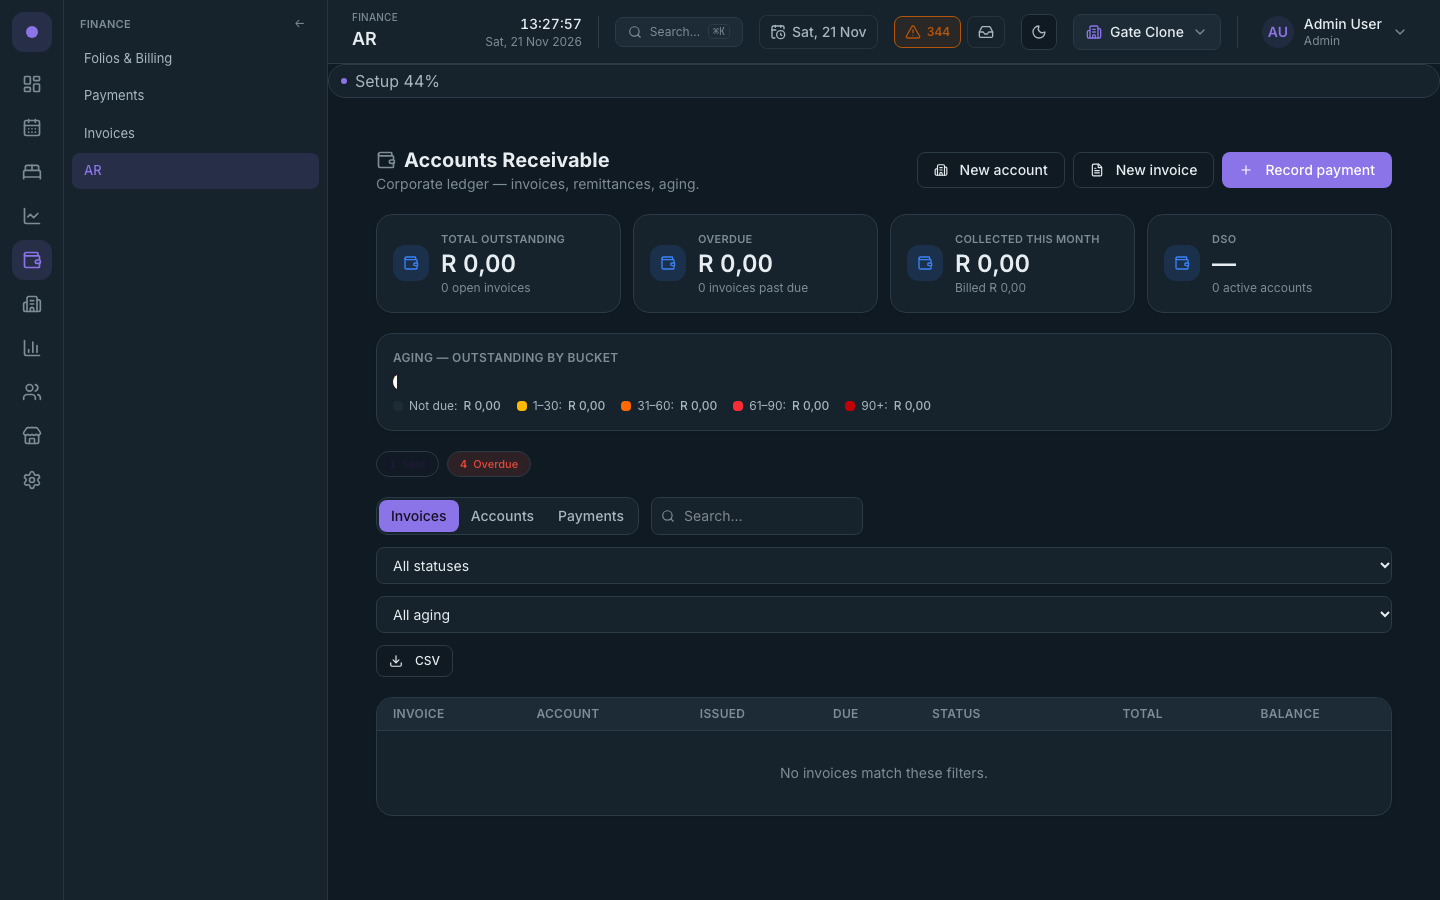 FINANCE
Folios & Billing
Payments
Invoices
AR
FINANCE
AR
13:27:57
Sat, 21 Nov 2026
Search... ⌘K
Sat, 21 Nov
344
Gate Clone
AU
Admin User
Admin
Setup 44%
Accounts Receivable
Corporate ledger — invoices, remittances, aging.
New account
New invoice
Record payment
TOTAL OUTSTANDING
R 0,00
0 open invoices
OVERDUE
R 0,00
0 invoices past due
COLLECTED THIS MONTH
R 0,00
Billed R 0,00
DSO
—
0 active accounts
AGING — OUTSTANDING BY BUCKET
Not due: R 0,00 1–30: R 0,00 31–60: R 0,00 61–90: R 0,00 90+: R 0,00
4 Overdue
Invoices Accounts Payments
Search...
All statuses
All aging
CSV
INVOICE ACCOUNT ISSUED DUE STATUS TOTAL BALANCE
No invoices match these filters.